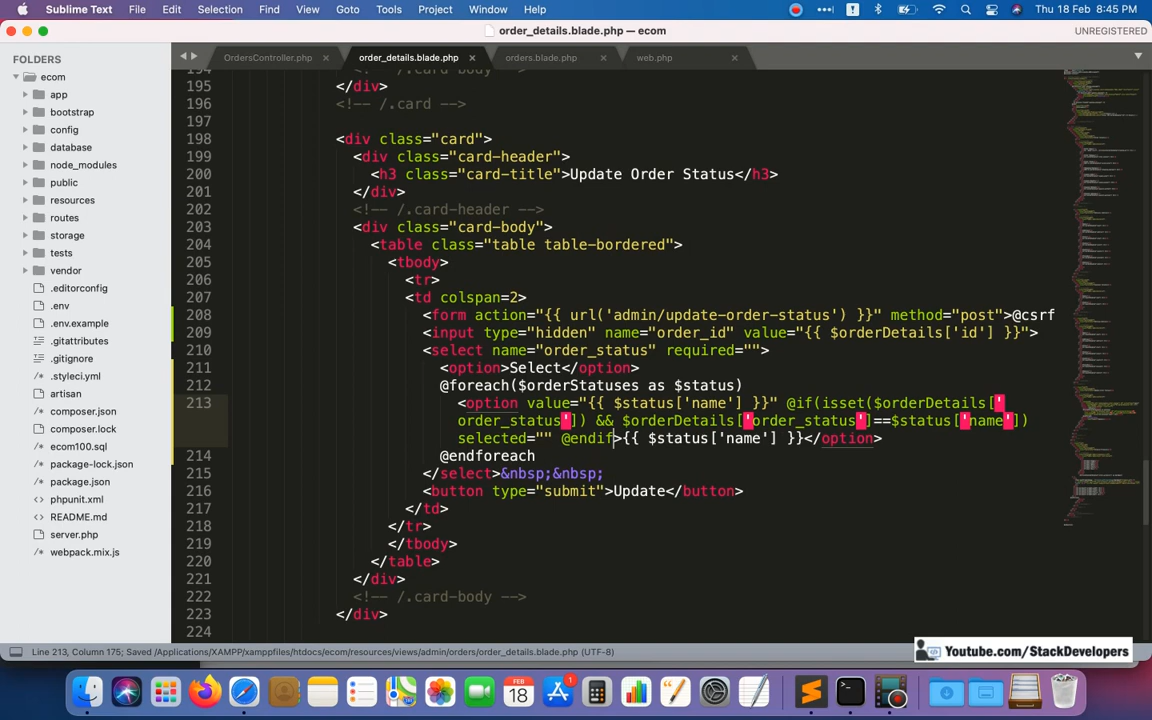 Sublime Text File Edit Selection Find View Goto Tools Project Window Help Thu 18 Feb 8:45 PM
order_details.blade.php — ecom UNREGISTERED
FOLDERS
ecom
app
bootstrap
config
database
node_modules
public
resources
routes
storage
tests
vendor
.editorconfig
.env
.env.example
.gitattributes
.gitignore
.styleci.yml
artisan
composer.json
composer.lock
ecom100.sql
package-lock.json
package.json
phpunit.xml
README.md
server.php
webpack.mix.js
OrdersController.php order_details.blade.php orders.blade.php web.php
194 <!-- /.card-body -->
195 </div>
196 <!-- /.card -->
197
198 <div class="card">
199 <div class="card-header">
200 <h3 class="card-title">Update Order Status</h3>
201 </div>
202 <!-- /.card-header -->
203 <div class="card-body">
204 <table class="table table-bordered">
205 <tbody>
206 <tr>
207 <td colspan=2>
208 <form action="{{ url('admin/update-order-status') }}" method="post">@csrf
209 <input type="hidden" name="order_id" value="{{ $orderDetails['id'] }}">
210 <select name="order_status" required="">
211 <option>Select</option>
212 @foreach($orderStatuses as $status)
213 <option value="{{ $status['name'] }}" @if(isset($orderDetails['
order_status']) && $orderDetails['order_status']==$status['name'])
selected="" @endif>{{ $status['name'] }}</option>
214 @endforeach
215 </select>&nbsp;&nbsp;
216 <button type="submit">Update</button>
217 </td>
218 </tr>
219 </tbody>
220 </table>
221 </div>
222 <!-- /.card-body -->
223 </div>
224
Line 213, Column 175; Saved /Applications/XAMPP/xamppfiles/htdocs/ecom/resources/views/admin/orders/order_details.blade.php (UTF-8)
Youtube.com/StackDevelopers
FEB
18
1